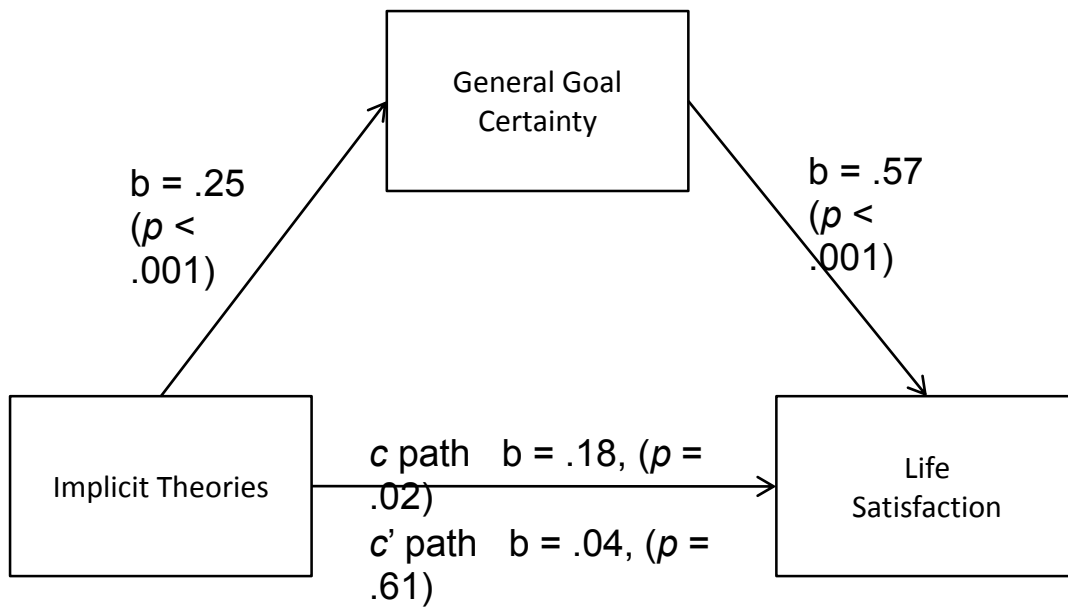 General Goal
Certainty
b = .25
(p <
.001)
b = .57
(p <
.001)
Implicit Theories
c path b = .18, (p =
.02)
c’ path b = .04, (p =
.61)
Life
Satisfaction